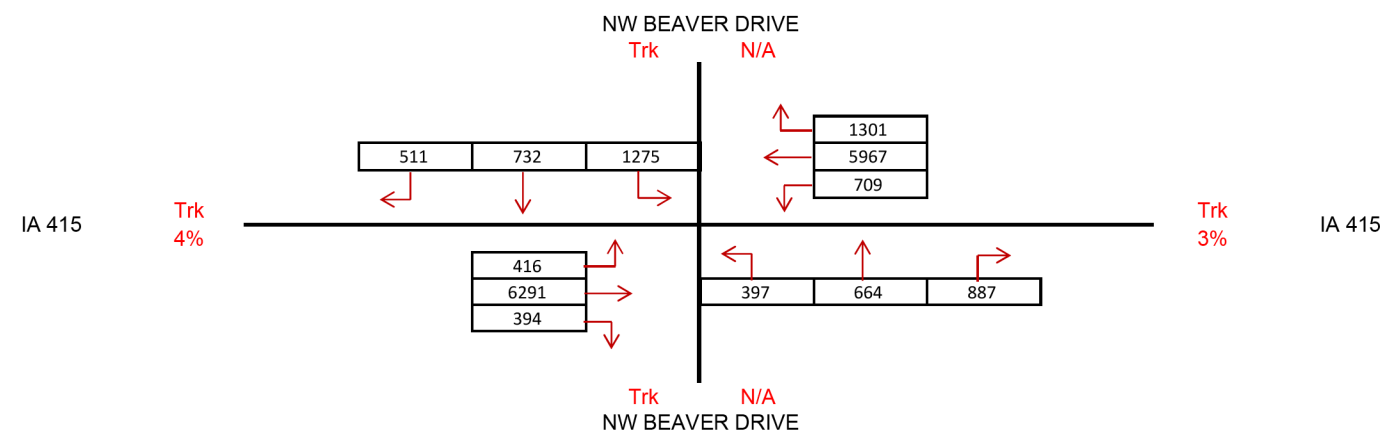 NW BEAVER DRIVE
Trk N/A
1301
511 732 1275 5967
709
IA 415 Trk 4% Trk 3% IA 415
416
6291 397 664 887
394
Trk N/A
NW BEAVER DRIVE